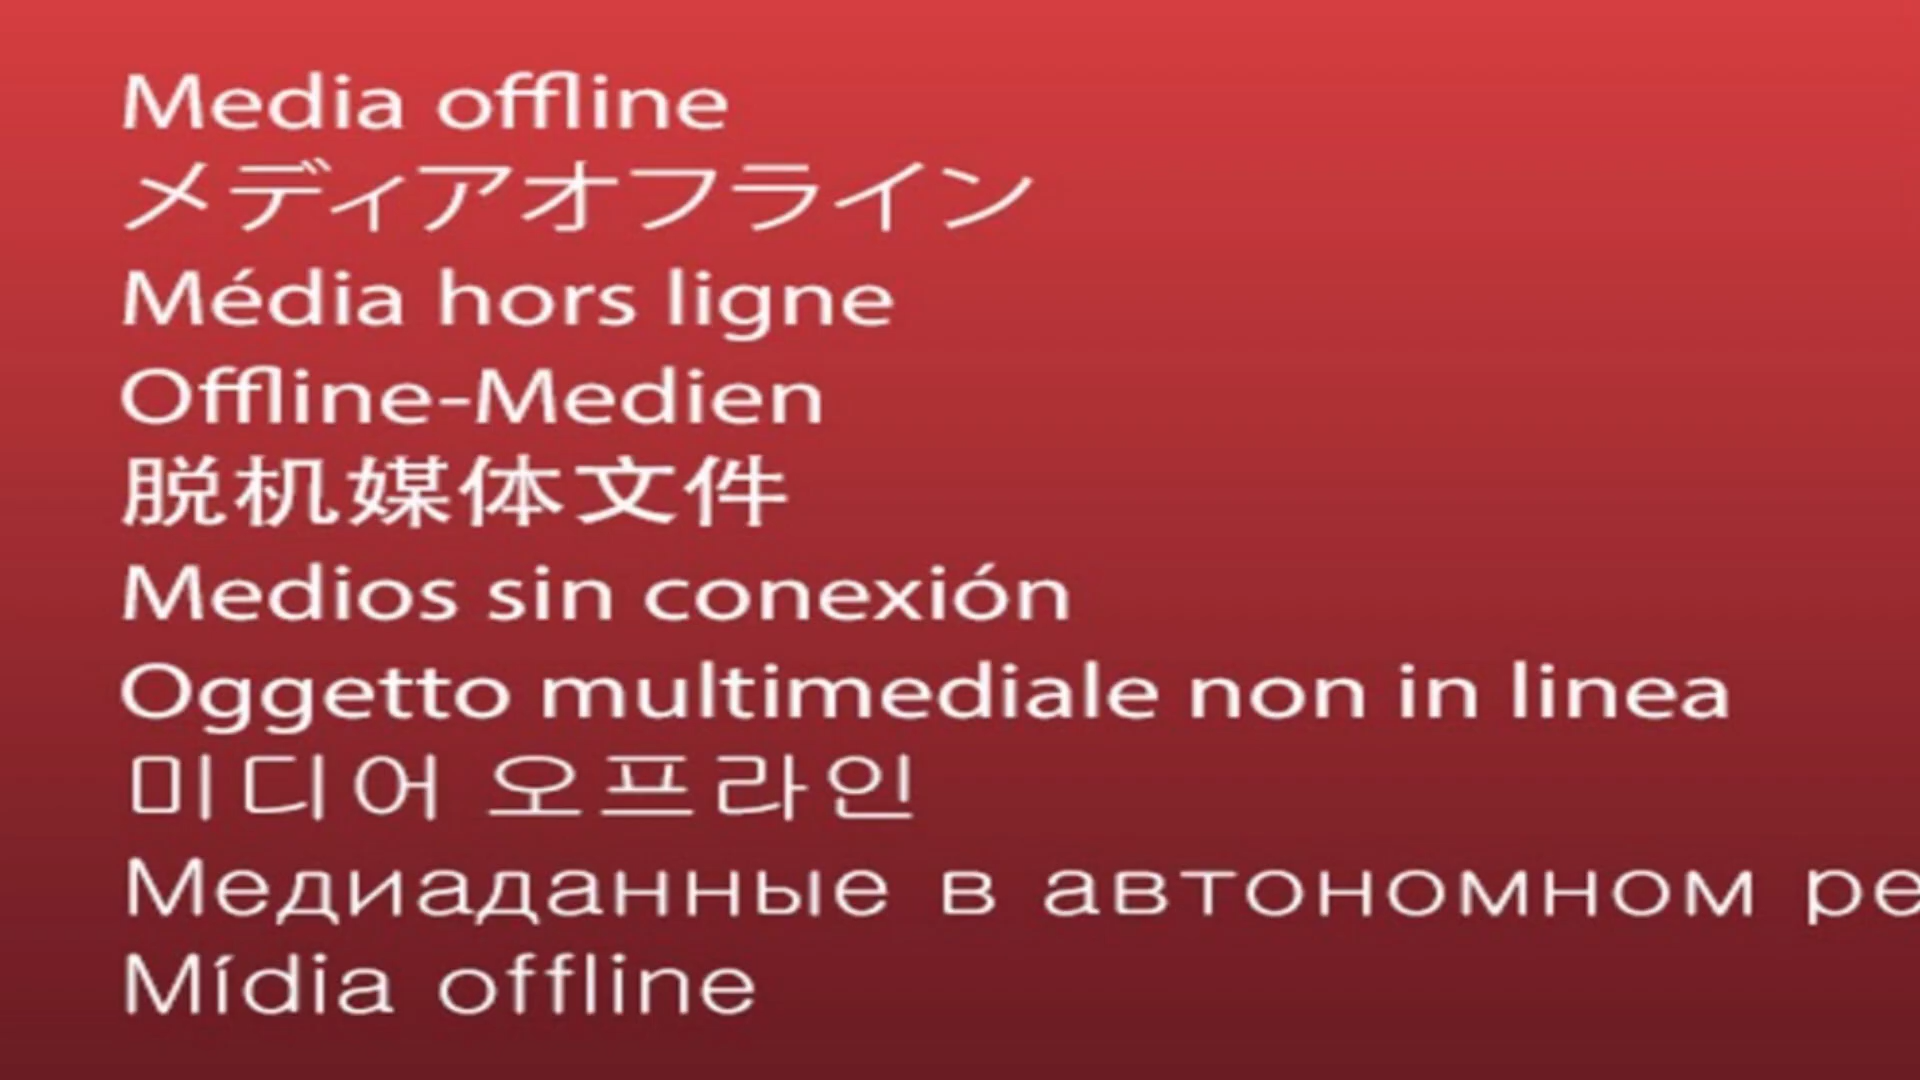 Media offline
メディアオフライン
Média hors ligne
Offline-Medien
脱机媒体文件
Medios sin conexión
Oggetto multimediale non in linea
미디어 오프라인
Медиаданные в автономном ре
Mídia offline